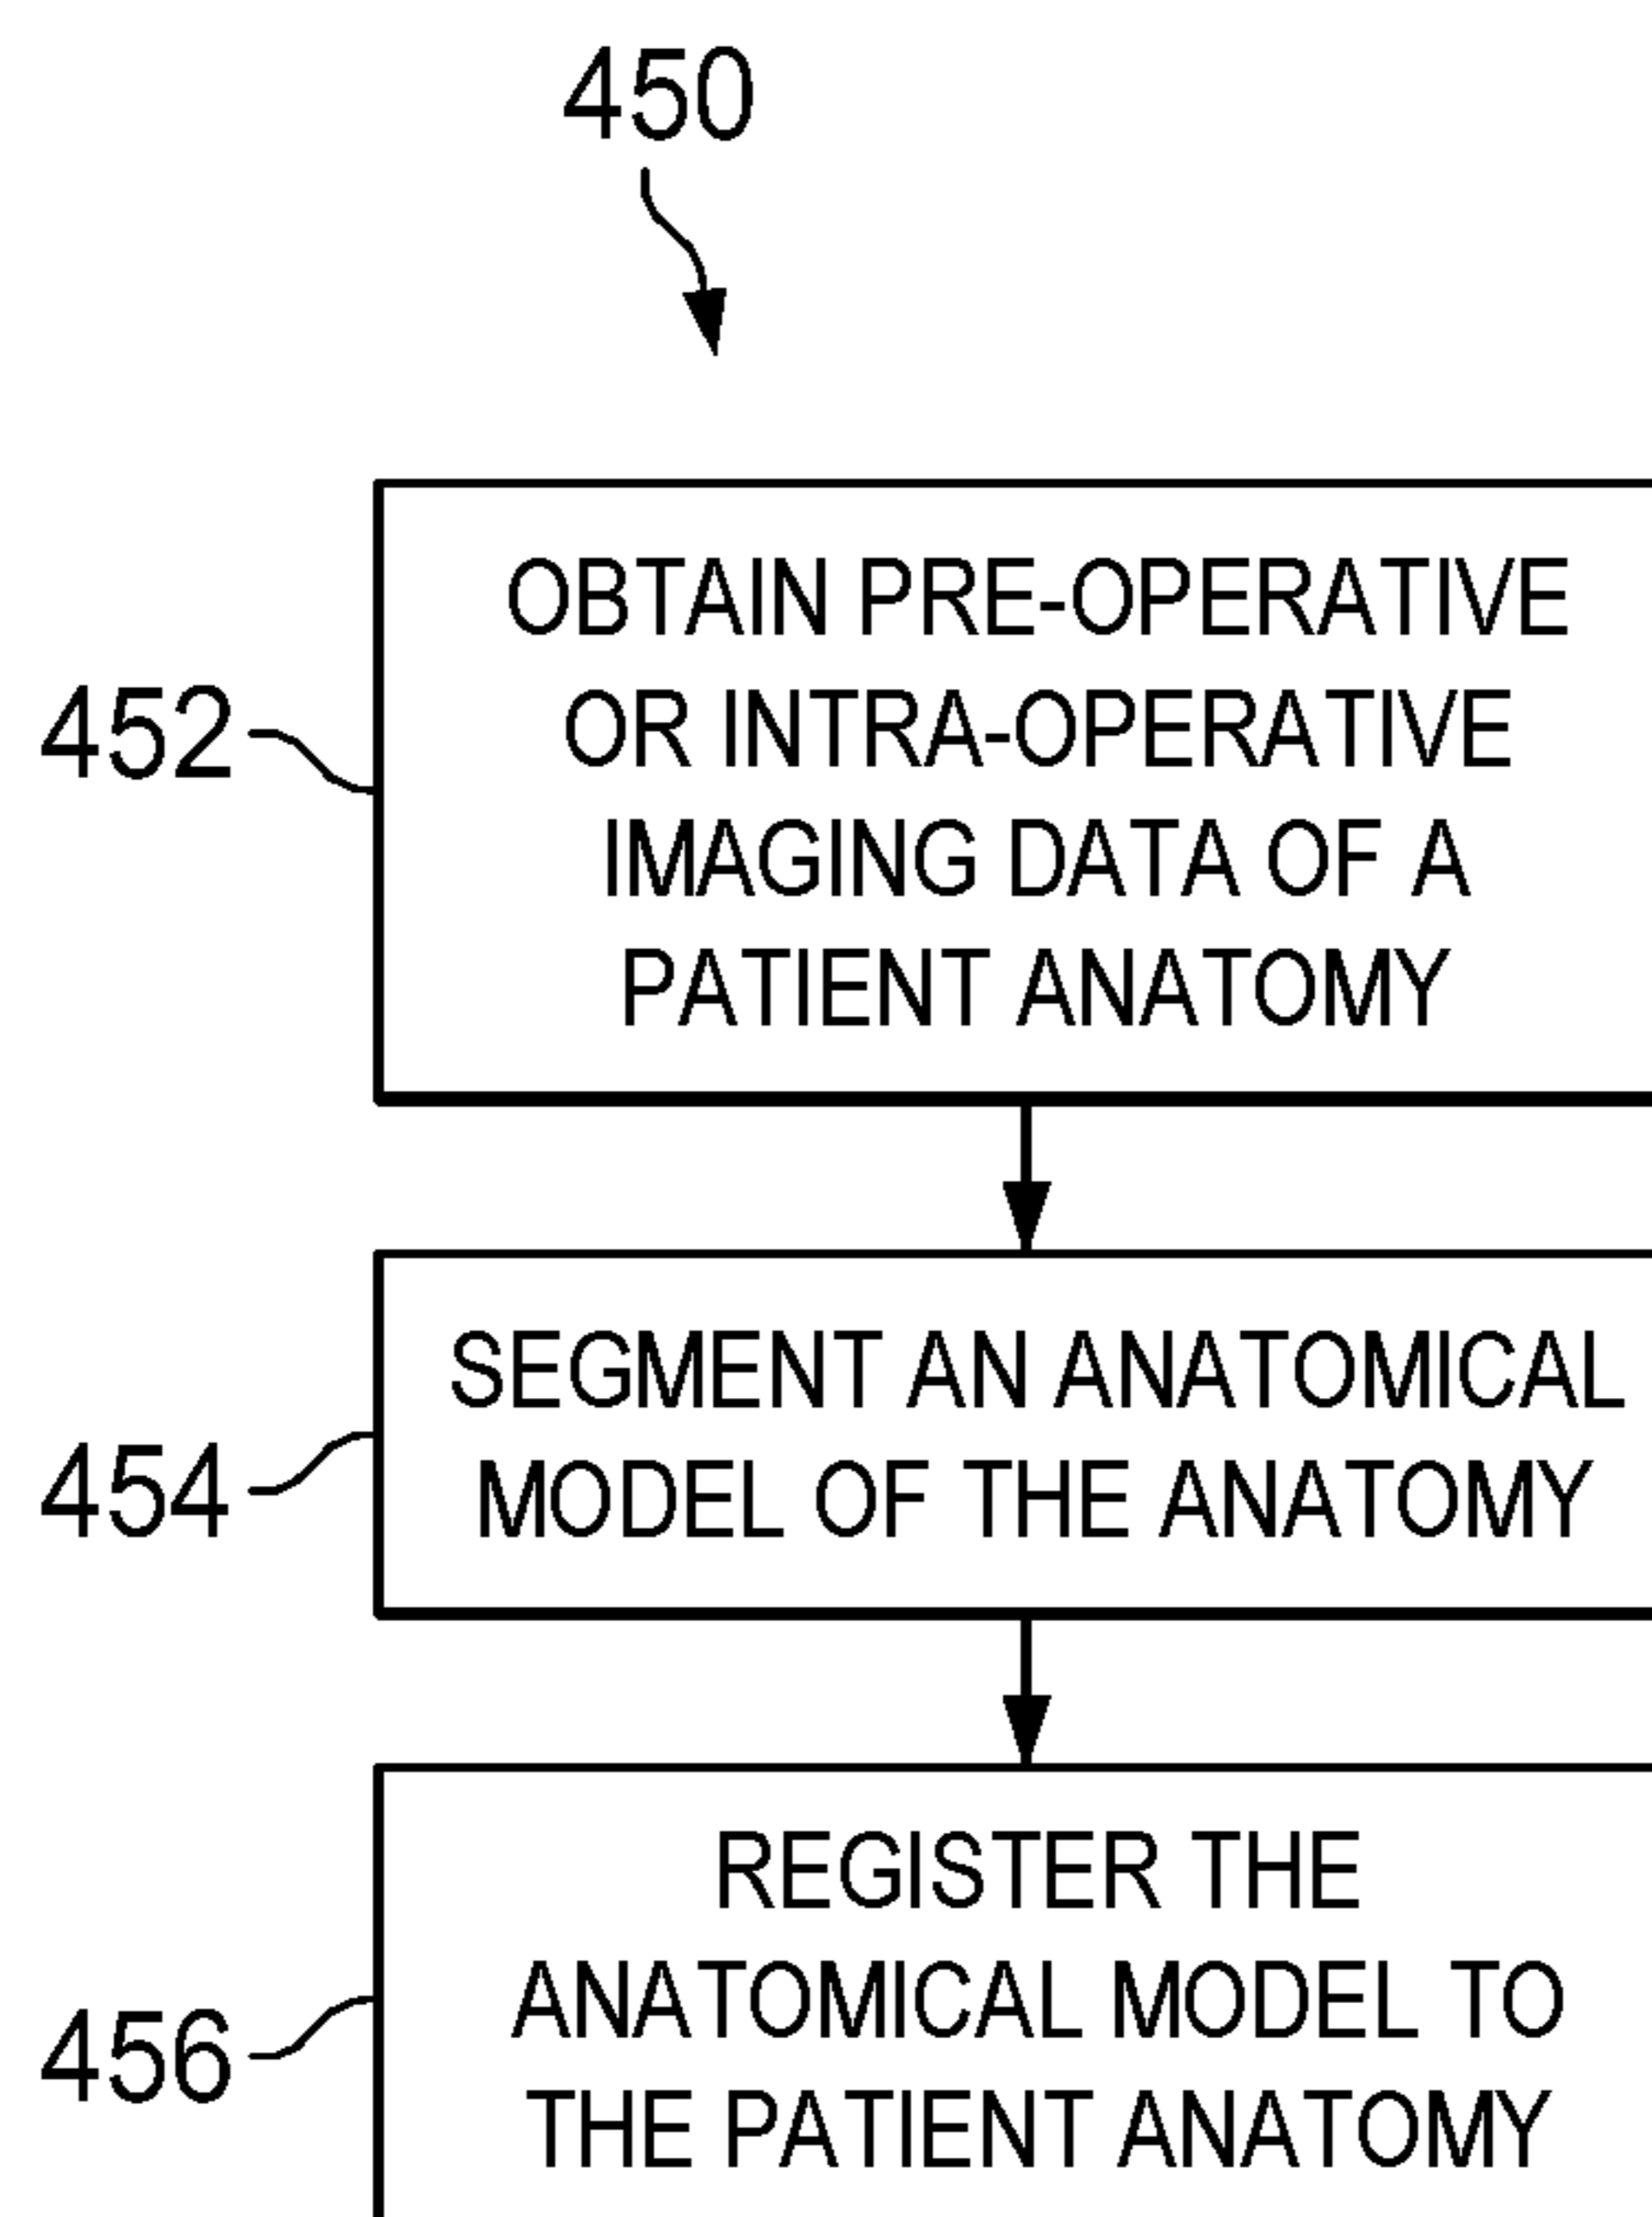 450
452
OBTAIN PRE-OPERATIVE
OR INTRA-OPERATIVE
IMAGING DATA OF A
PATIENT ANATOMY
454
SEGMENT AN ANATOMICAL
MODEL OF THE ANATOMY
456
REGISTER THE
ANATOMICAL MODEL TO
THE PATIENT ANATOMY